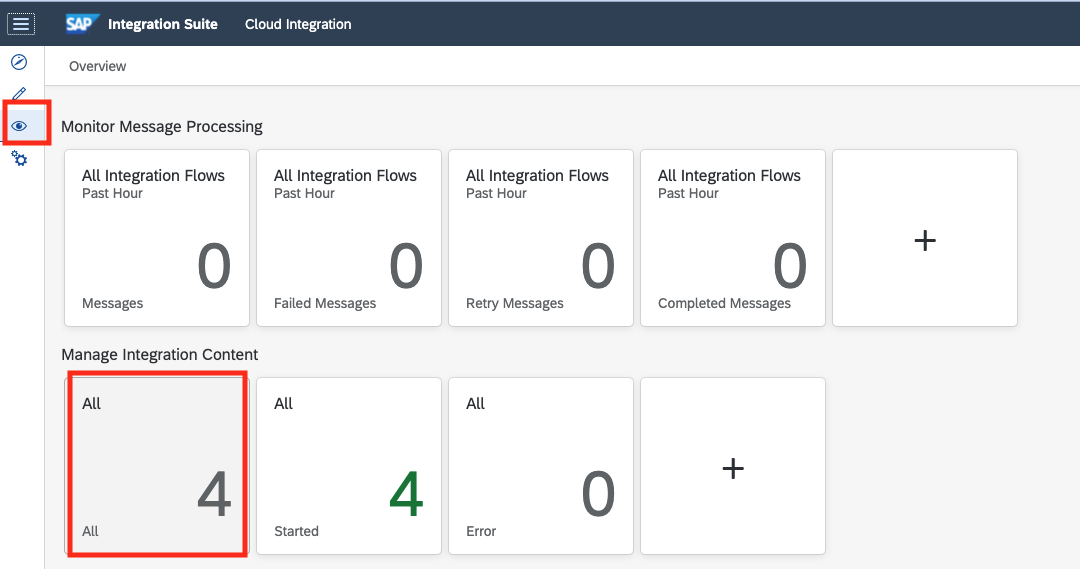 SAP Integration Suite Cloud Integration
Overview
Monitor Message Processing
All Integration Flows
Past Hour
0
Messages
All Integration Flows
Past Hour
0
Failed Messages
All Integration Flows
Past Hour
0
Retry Messages
All Integration Flows
Past Hour
0
Completed Messages
+
Manage Integration Content
All
4
All
All
4
Started
All
0
Error
+